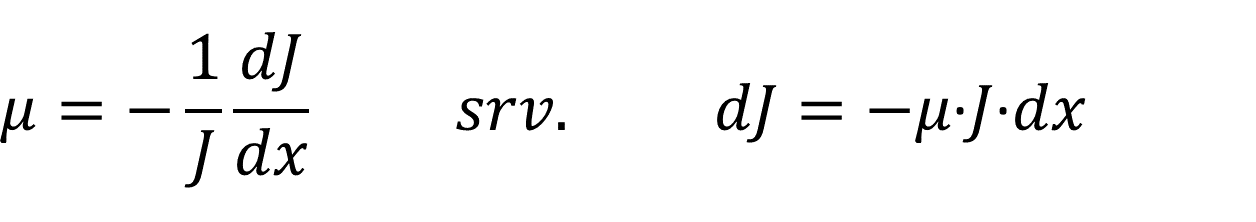 μ = − 1/J dJ/dx srv. dJ = −μ·J·dx